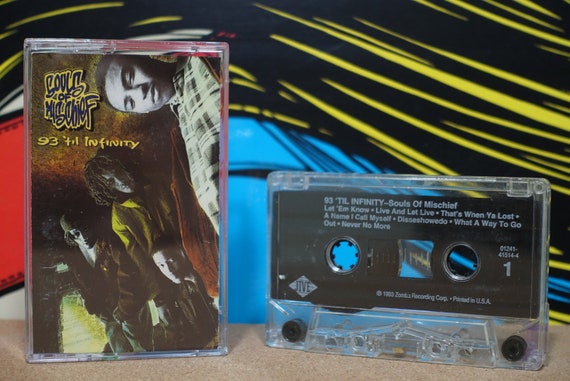 SOULS
OF
MISCHIEF
93 'til INFINITY
93 'TIL INFINITY–Souls Of Mischief
Let 'Em Know • Live And Let Live • That's When Ya Lost •
A Name I Call Myself • Disseshowedo • What A Way To Go
Out • Never No More
01241-
41514-4
1
JIVE
© 1993 Zomba Recording Corp. • Printed in U.S.A.